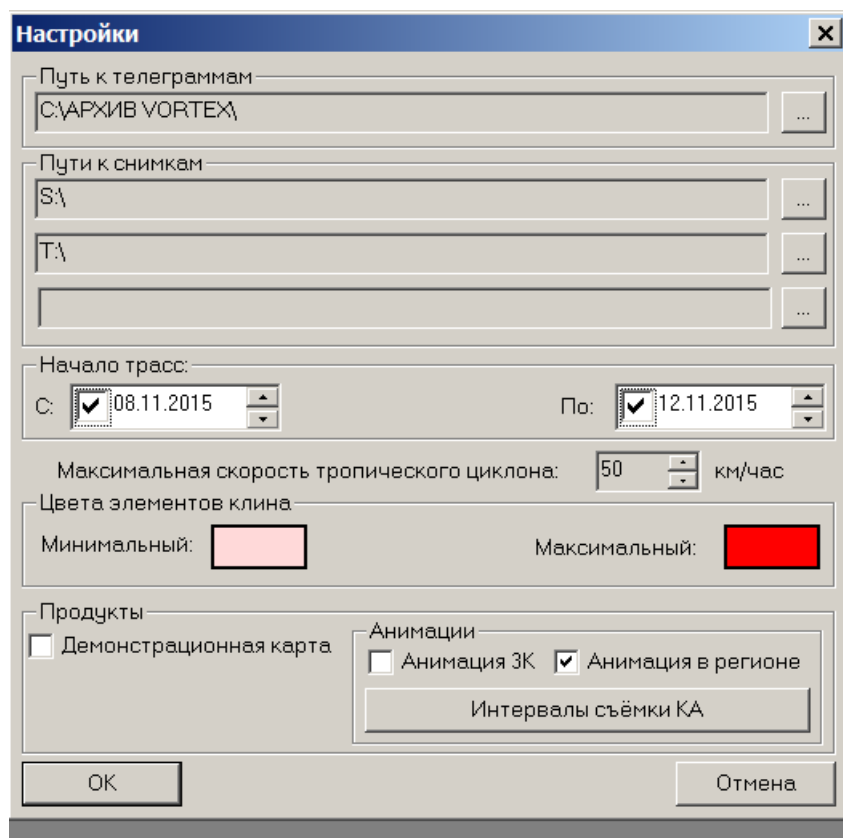 Настройки
Путь к телеграммам
C:\АРХИВ VORTEX\
...
Пути к снимкам
S:\
...
T:\
...
...
Начало трасс:
С: 08.11.2015 По: 12.11.2015
Максимальная скорость тропического циклона: 50 км/час
Цвета элементов клина
Минимальный: Максимальный:
Продукты
Демонстрационная карта
Анимации
Анимация ЗК Анимация в регионе
Интервалы съёмки КА
OK Отмена